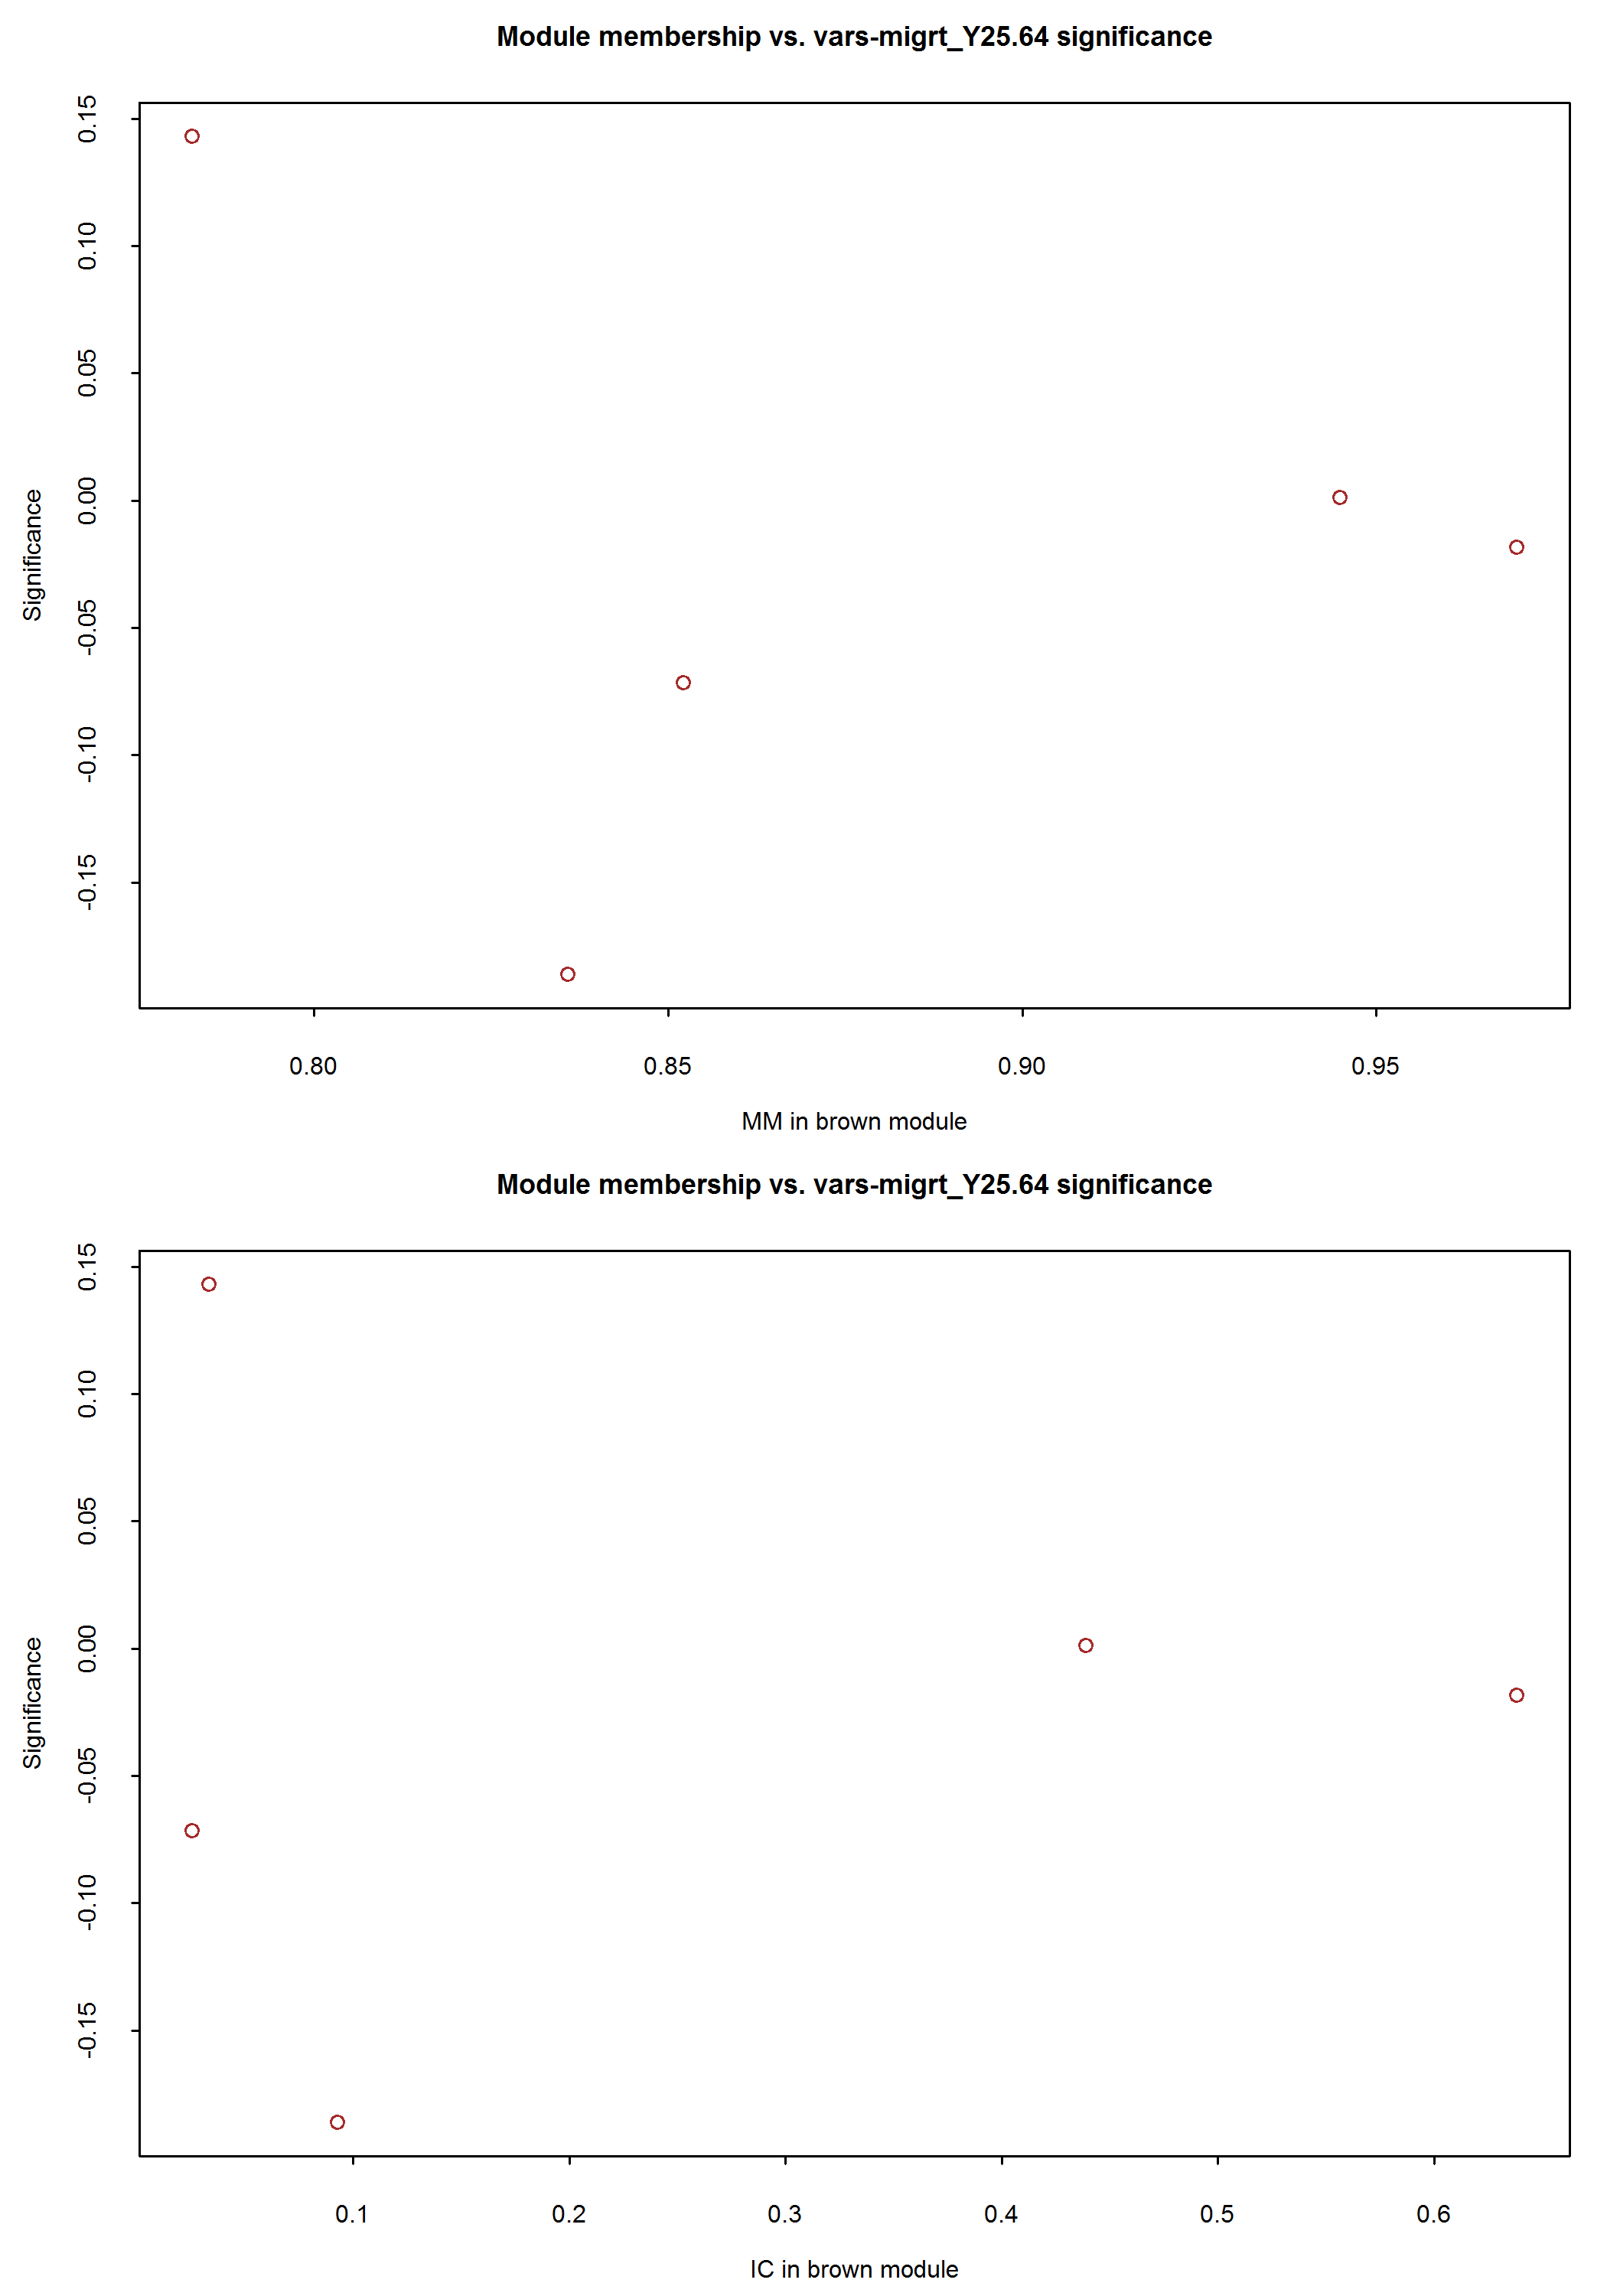 Module membership vs. vars-migrt_Y25.64 significance
0.15
0.10
0.05
0.00
-0.05
-0.10
-0.15
Significance
0.80 0.85 0.90 0.95
MM in brown module
Module membership vs. vars-migrt_Y25.64 significance
0.15
0.10
0.05
0.00
-0.05
-0.10
-0.15
Significance
0.1 0.2 0.3 0.4 0.5 0.6
IC in brown module